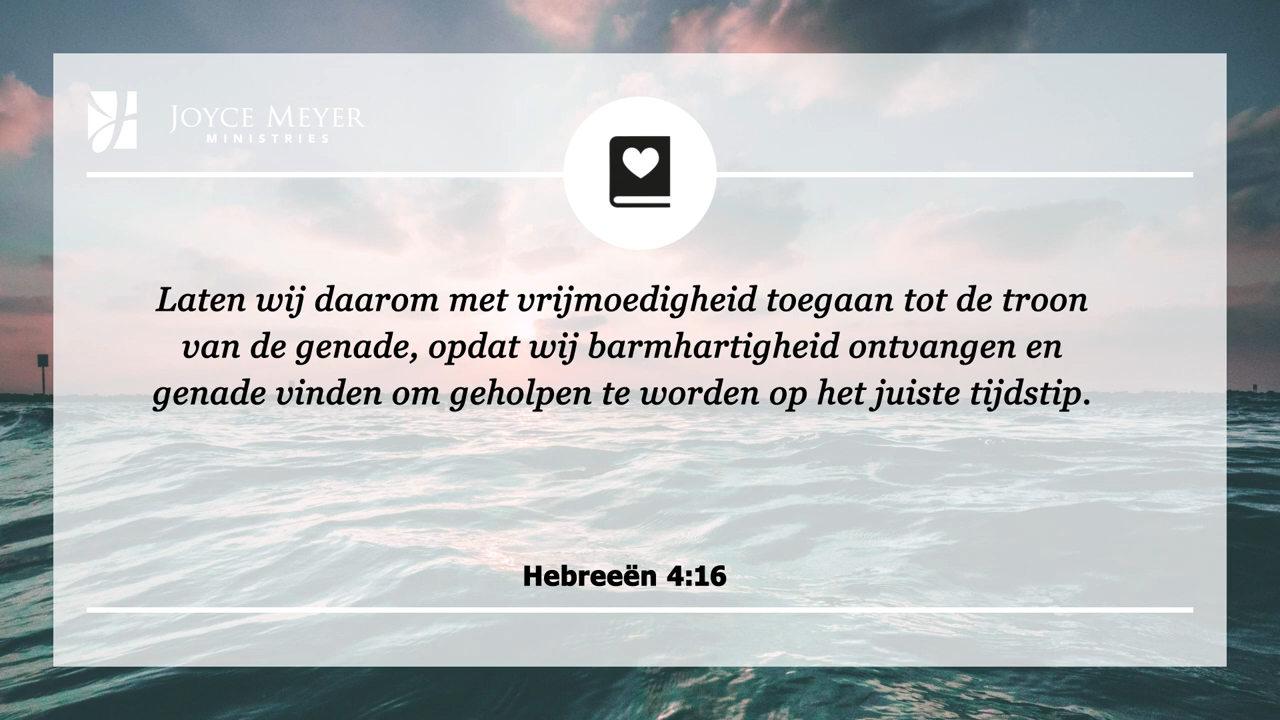 JOYCE MEYER
MINISTRIES
Laten wij daarom met vrijmoedigheid toegaan tot de troon
van de genade, opdat wij barmhartigheid ontvangen en
genade vinden om geholpen te worden op het juiste tijdstip.
Hebreeën 4:16